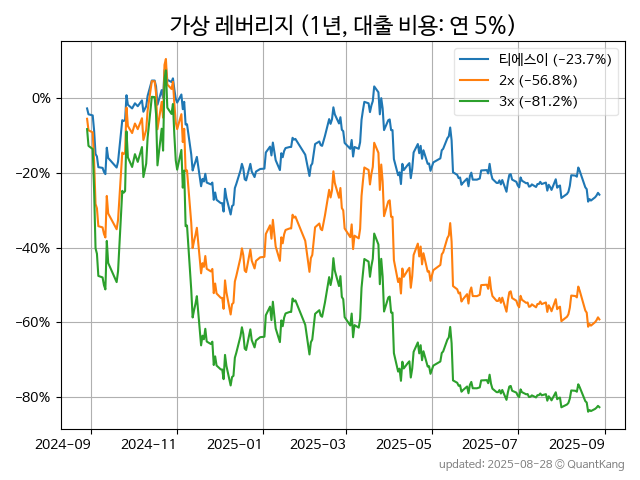 가상 레버리지 (1년, 대출 비용: 연 5%)
티에스이 (−23.7%)
2x (−56.8%)
3x (−81.2%)
0%
−20%
−40%
−60%
−80%
2024-09 2024-11 2025-01 2025-03 2025-05 2025-07 2025-09
updated: 2025-08-28 © QuantKang